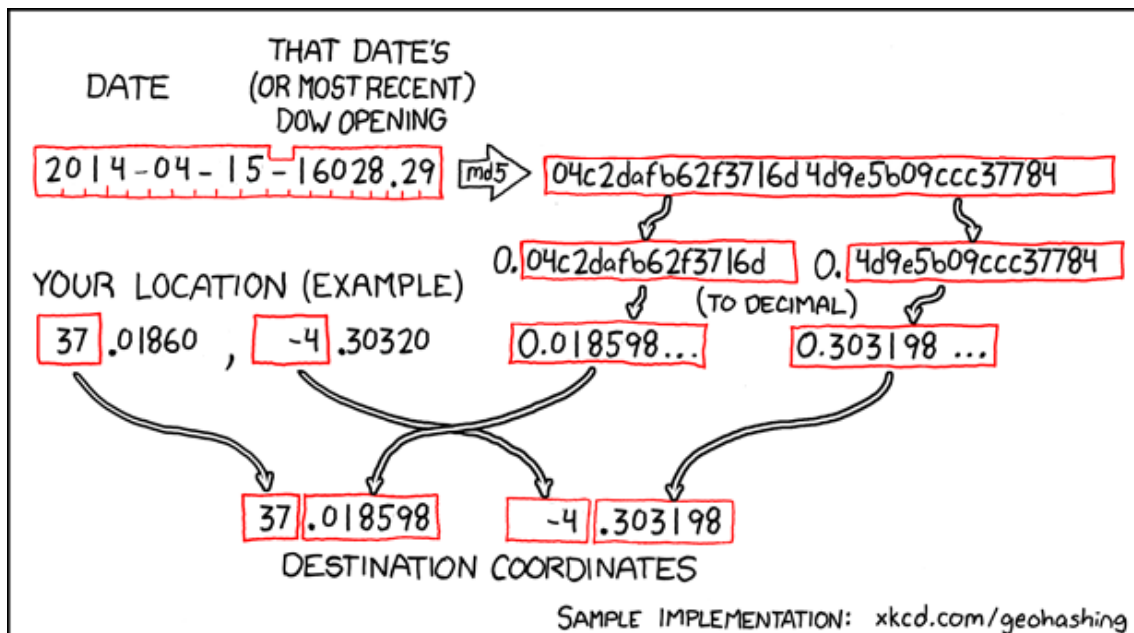 DATE
THAT DATE'S
(OR MOST RECENT)
DOW OPENING
2014-04-15-16028.29
md5
04c2dafb62f3716d4d9e5b09ccc37784
0.04c2dafb62f3716d
0.4d9e5b09ccc37784
YOUR LOCATION (EXAMPLE)
(TO DECIMAL)
37.01860, -4.30320
0.018598...
0.303198...
37.018598
-4.303198
DESTINATION COORDINATES
SAMPLE IMPLEMENTATION: xkcd.com/geohashing